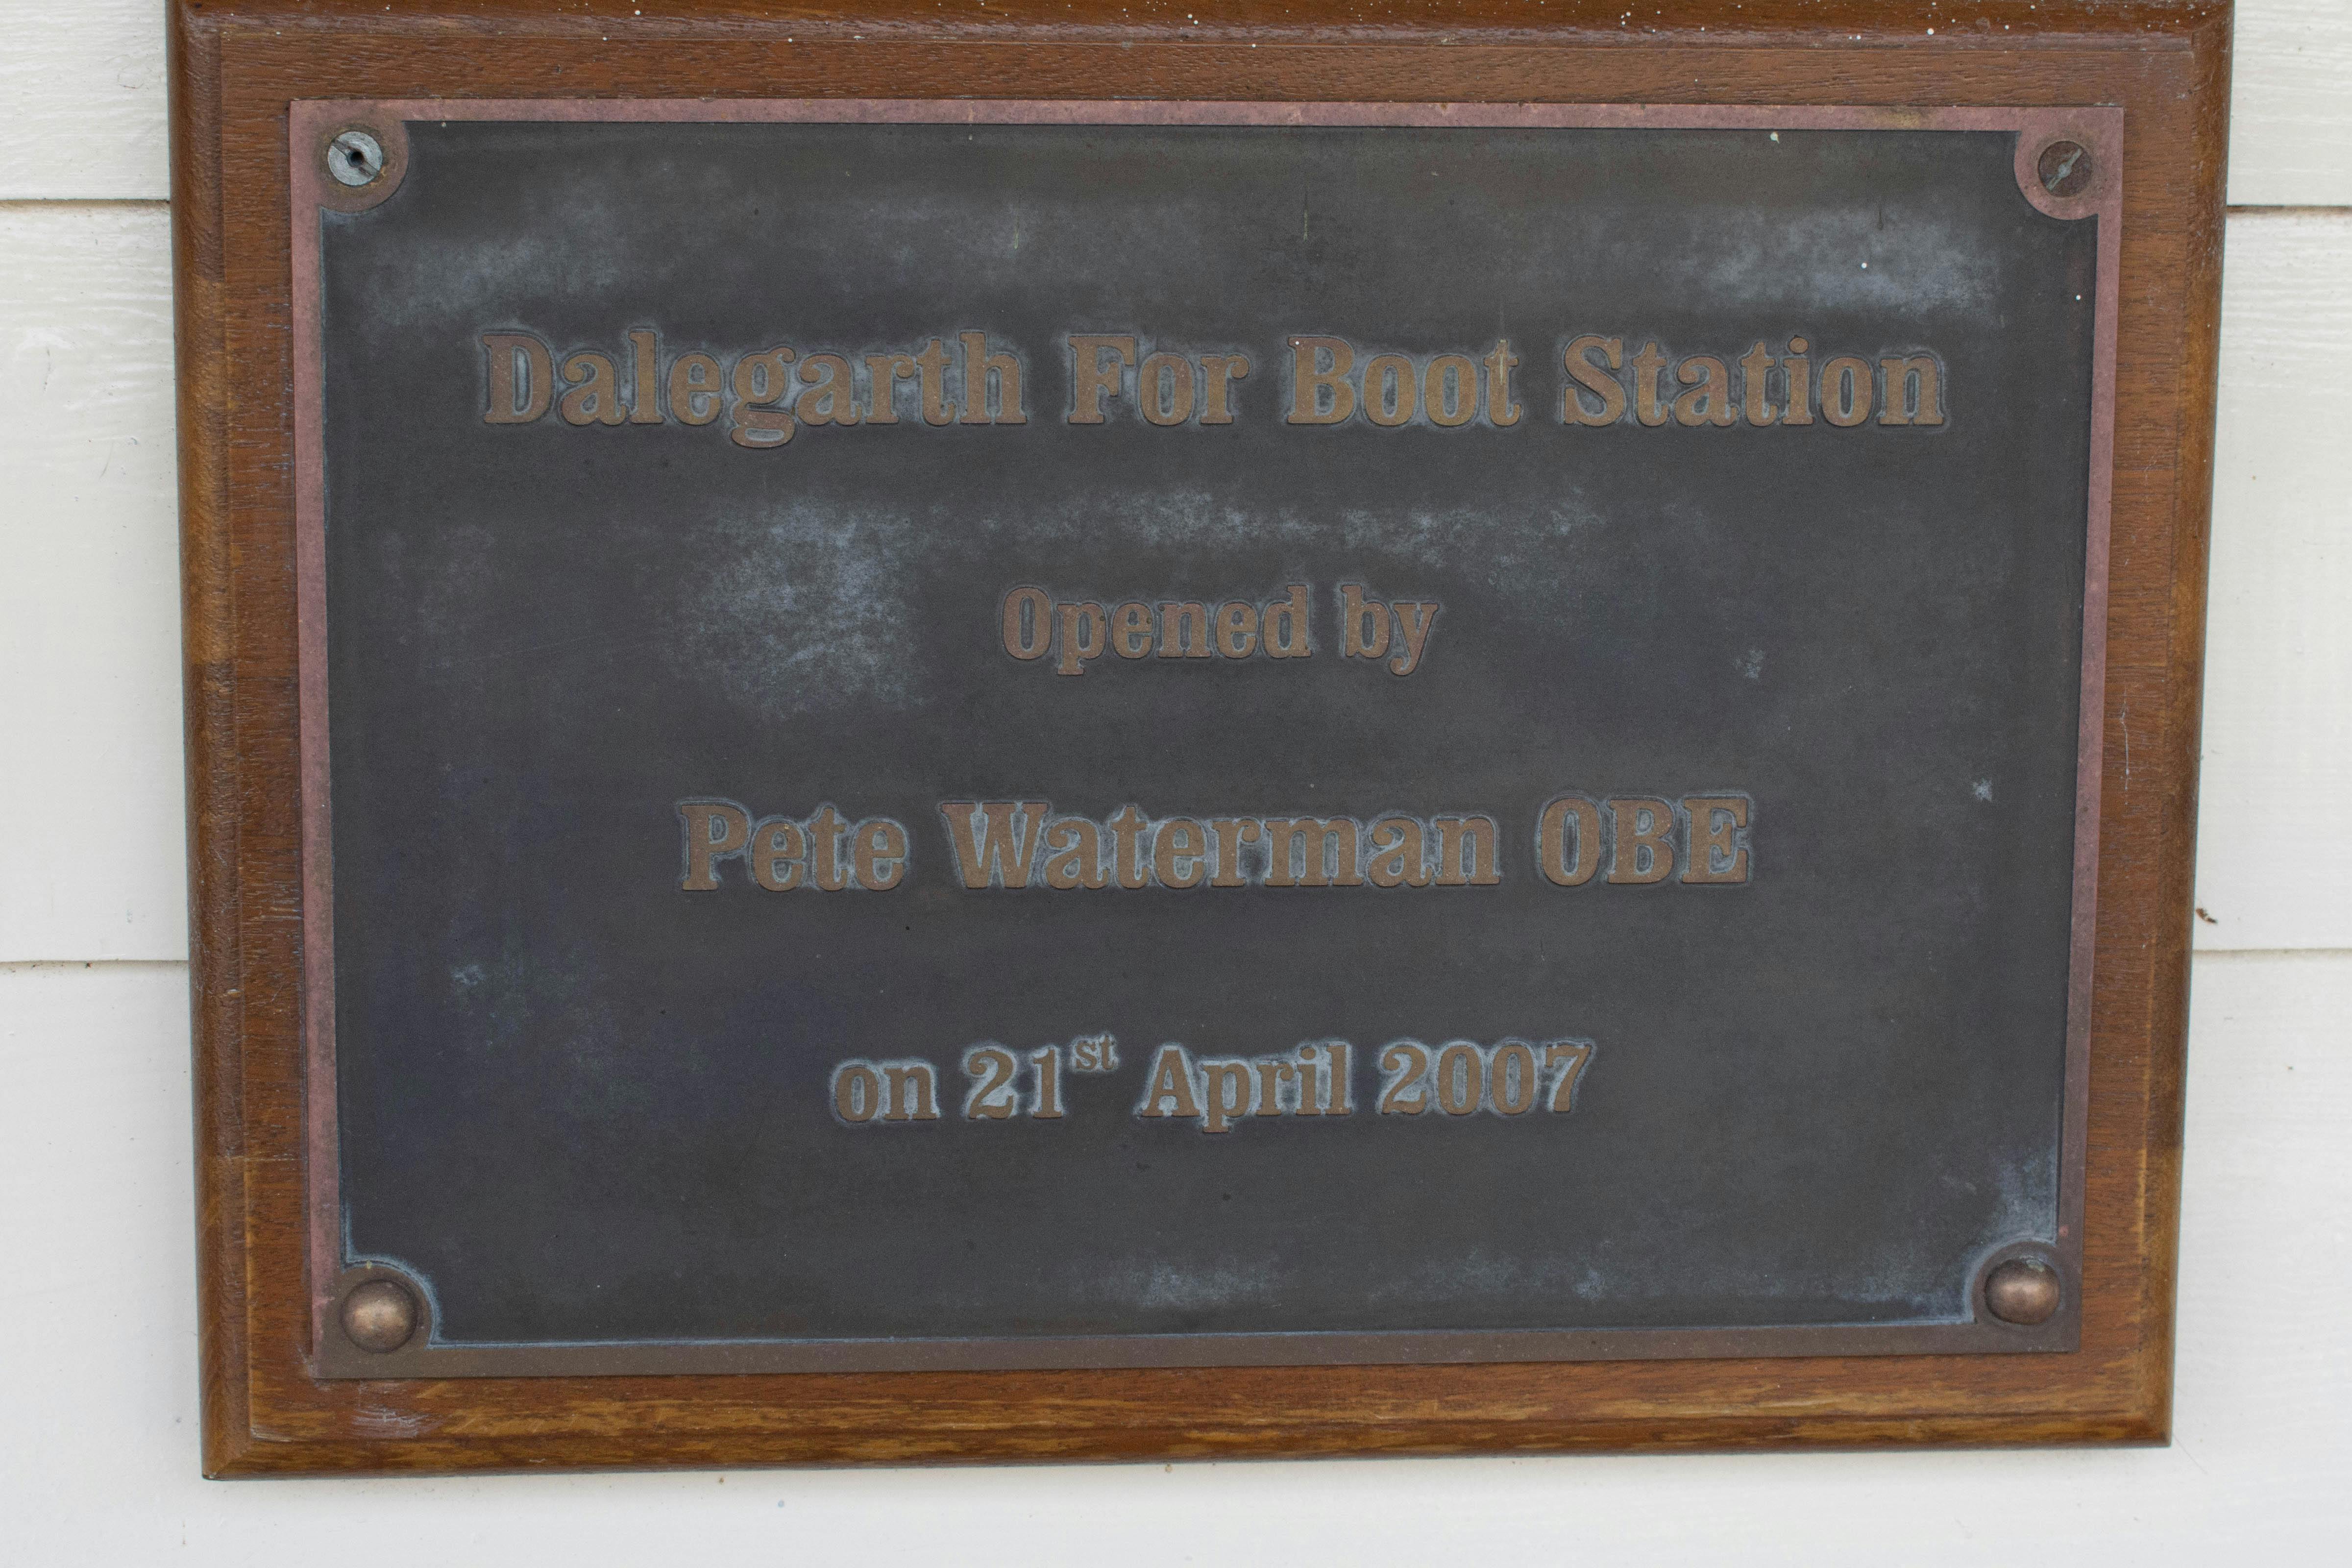 Dalegarth For Boot Station
Opened by
Pete Waterman OBE
on 21st April 2007